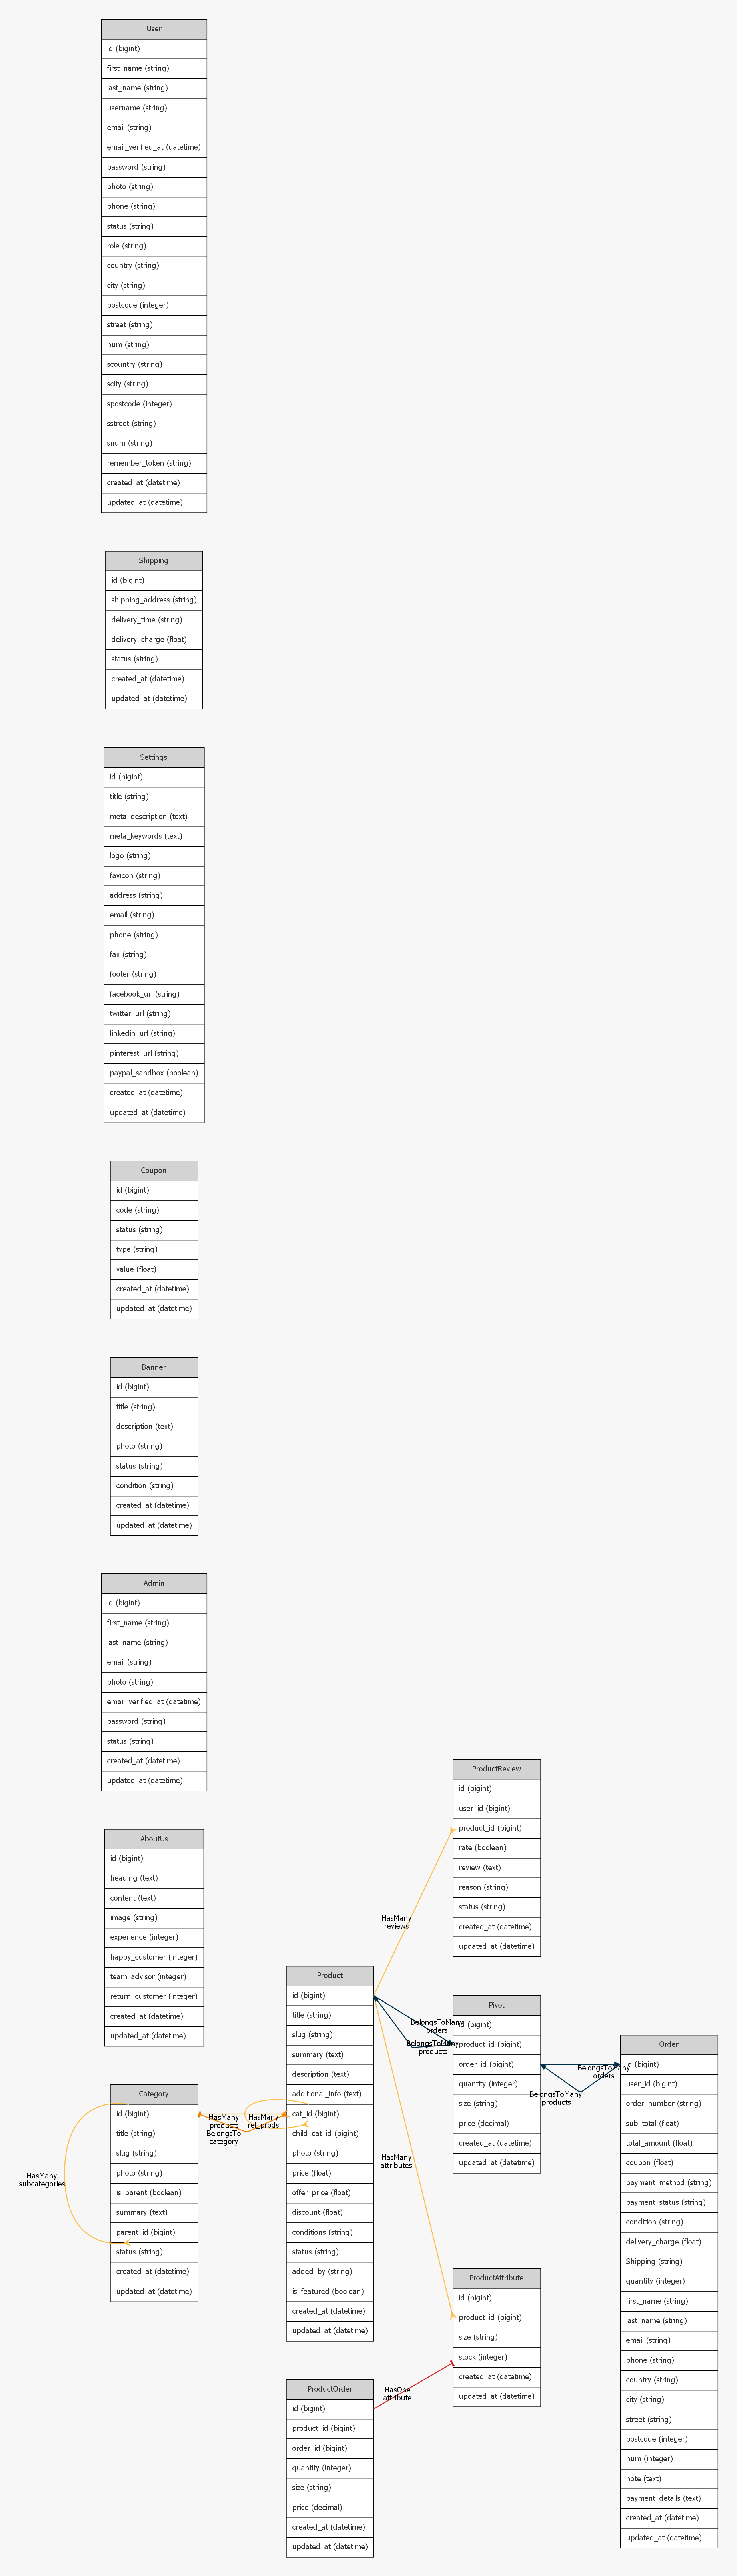 User
id (bigint)
first_name (string)
last_name (string)
username (string)
email (string)
email_verified_at (datetime)
password (string)
photo (string)
phone (string)
status (string)
role (string)
country (string)
city (string)
postcode (integer)
street (string)
num (string)
scountry (string)
scity (string)
spostcode (integer)
sstreet (string)
snum (string)
remember_token (string)
created_at (datetime)
updated_at (datetime)
Shipping
id (bigint)
shipping_address (string)
delivery_time (string)
delivery_charge (float)
status (string)
created_at (datetime)
updated_at (datetime)
Settings
id (bigint)
title (string)
meta_description (text)
meta_keywords (text)
logo (string)
favicon (string)
address (string)
email (string)
phone (string)
fax (string)
footer (string)
facebook_url (string)
twitter_url (string)
linkedin_url (string)
pinterest_url (string)
paypal_sandbox (boolean)
created_at (datetime)
updated_at (datetime)
Coupon
id (bigint)
code (string)
status (string)
type (string)
value (float)
created_at (datetime)
updated_at (datetime)
Banner
id (bigint)
title (string)
description (text)
photo (string)
status (string)
condition (string)
created_at (datetime)
updated_at (datetime)
Admin
id (bigint)
first_name (string)
last_name (string)
email (string)
photo (string)
email_verified_at (datetime)
password (string)
status (string)
created_at (datetime)
updated_at (datetime)
AboutUs
id (bigint)
heading (text)
content (text)
image (string)
experience (integer)
happy_customer (integer)
team_advisor (integer)
return_customer (integer)
created_at (datetime)
updated_at (datetime)
Category
id (bigint)
title (string)
slug (string)
photo (string)
is_parent (boolean)
summary (text)
parent_id (bigint)
status (string)
created_at (datetime)
updated_at (datetime)
HasMany
subcategories
HasMany
products
BelongsTo
category
HasMany
rel_prods
Product
id (bigint)
title (string)
slug (string)
summary (text)
description (text)
additional_info (text)
cat_id (bigint)
child_cat_id (bigint)
photo (string)
price (float)
offer_price (float)
discount (float)
conditions (string)
status (string)
added_by (string)
is_featured (boolean)
created_at (datetime)
updated_at (datetime)
ProductOrder
id (bigint)
product_id (bigint)
order_id (bigint)
quantity (integer)
size (string)
price (decimal)
created_at (datetime)
updated_at (datetime)
HasMany
reviews
BelongsToMany
orders
BelongsToMany
products
HasMany
attributes
HasOne
attribute
ProductReview
id (bigint)
user_id (bigint)
product_id (bigint)
rate (boolean)
review (text)
reason (string)
status (string)
created_at (datetime)
updated_at (datetime)
Pivot
id (bigint)
product_id (bigint)
order_id (bigint)
quantity (integer)
size (string)
price (decimal)
created_at (datetime)
updated_at (datetime)
ProductAttribute
id (bigint)
product_id (bigint)
size (string)
stock (integer)
created_at (datetime)
updated_at (datetime)
BelongsToMany
orders
BelongsToMany
products
Order
id (bigint)
user_id (bigint)
order_number (string)
sub_total (float)
total_amount (float)
coupon (float)
payment_method (string)
payment_status (string)
condition (string)
delivery_charge (float)
Shipping (string)
quantity (integer)
first_name (string)
last_name (string)
email (string)
phone (string)
country (string)
city (string)
street (string)
postcode (integer)
num (integer)
note (text)
payment_details (text)
created_at (datetime)
updated_at (datetime)